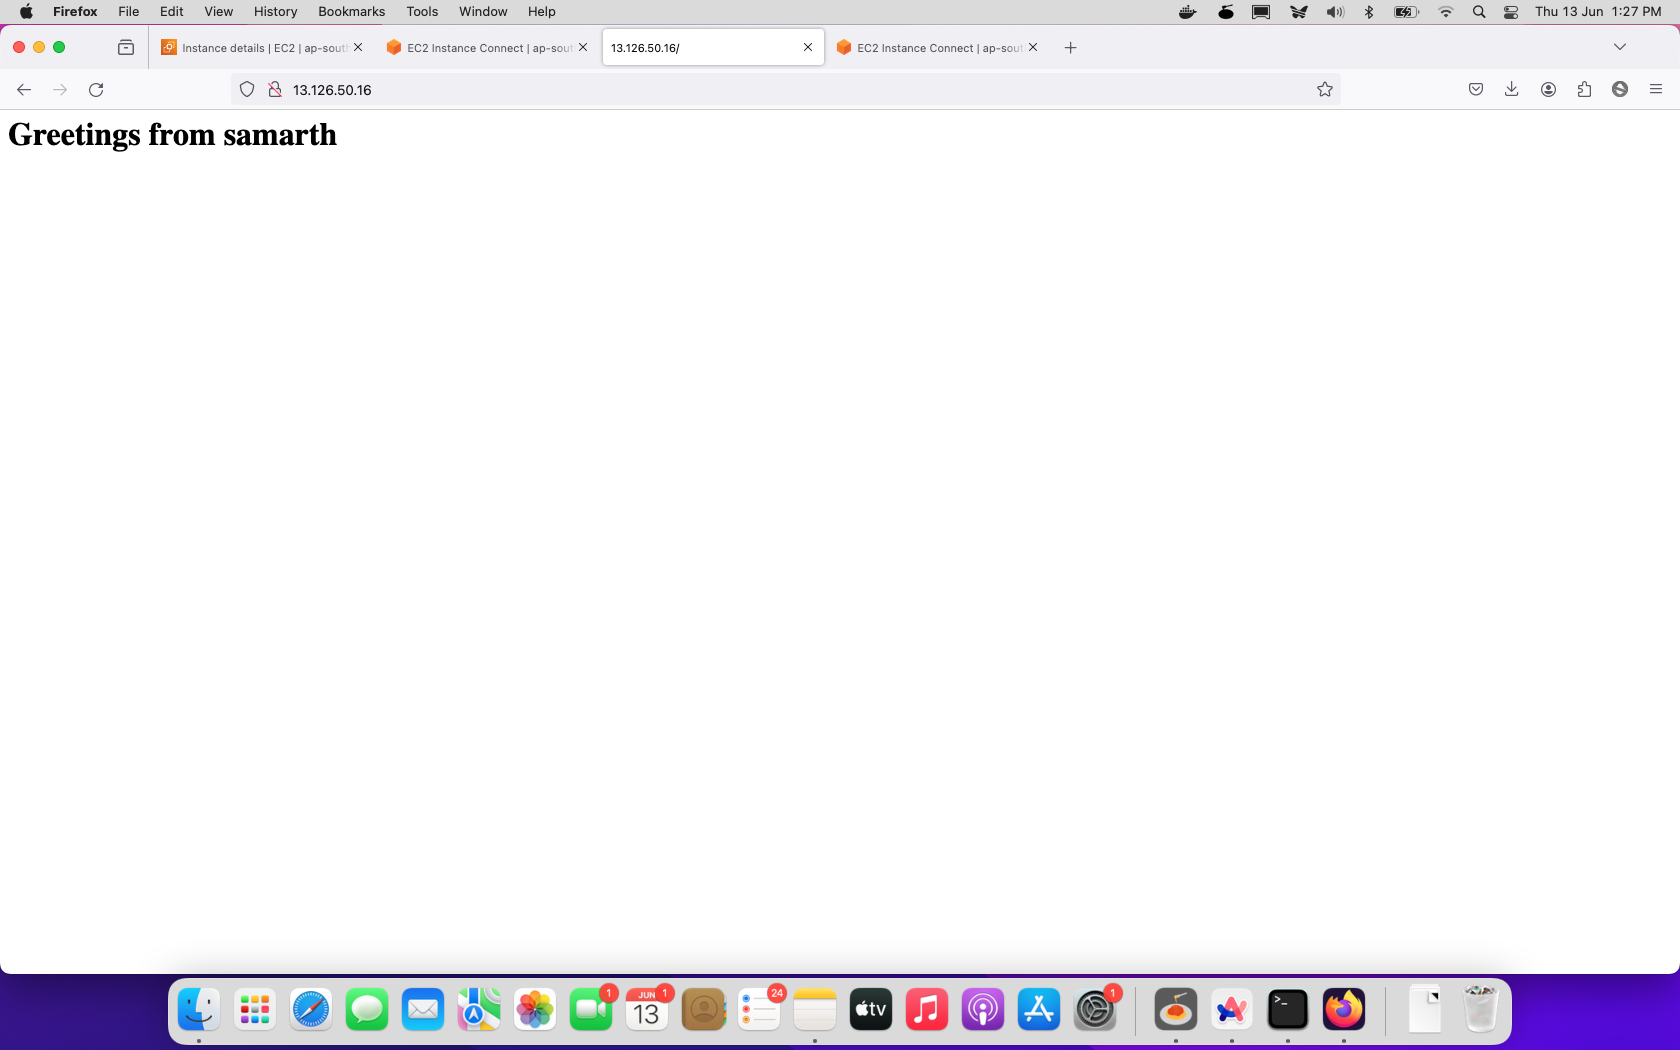 Firefox File Edit View History Bookmarks Tools Window Help Thu 13 Jun 1:27 PM
Instance details | EC2 | ap-sout EC2 Instance Connect | ap-sout 13.126.50.16/ EC2 Instance Connect | ap-sou
13.126.50.16
Greetings from samarth
1 JUN 1 24 1
13 tv >_